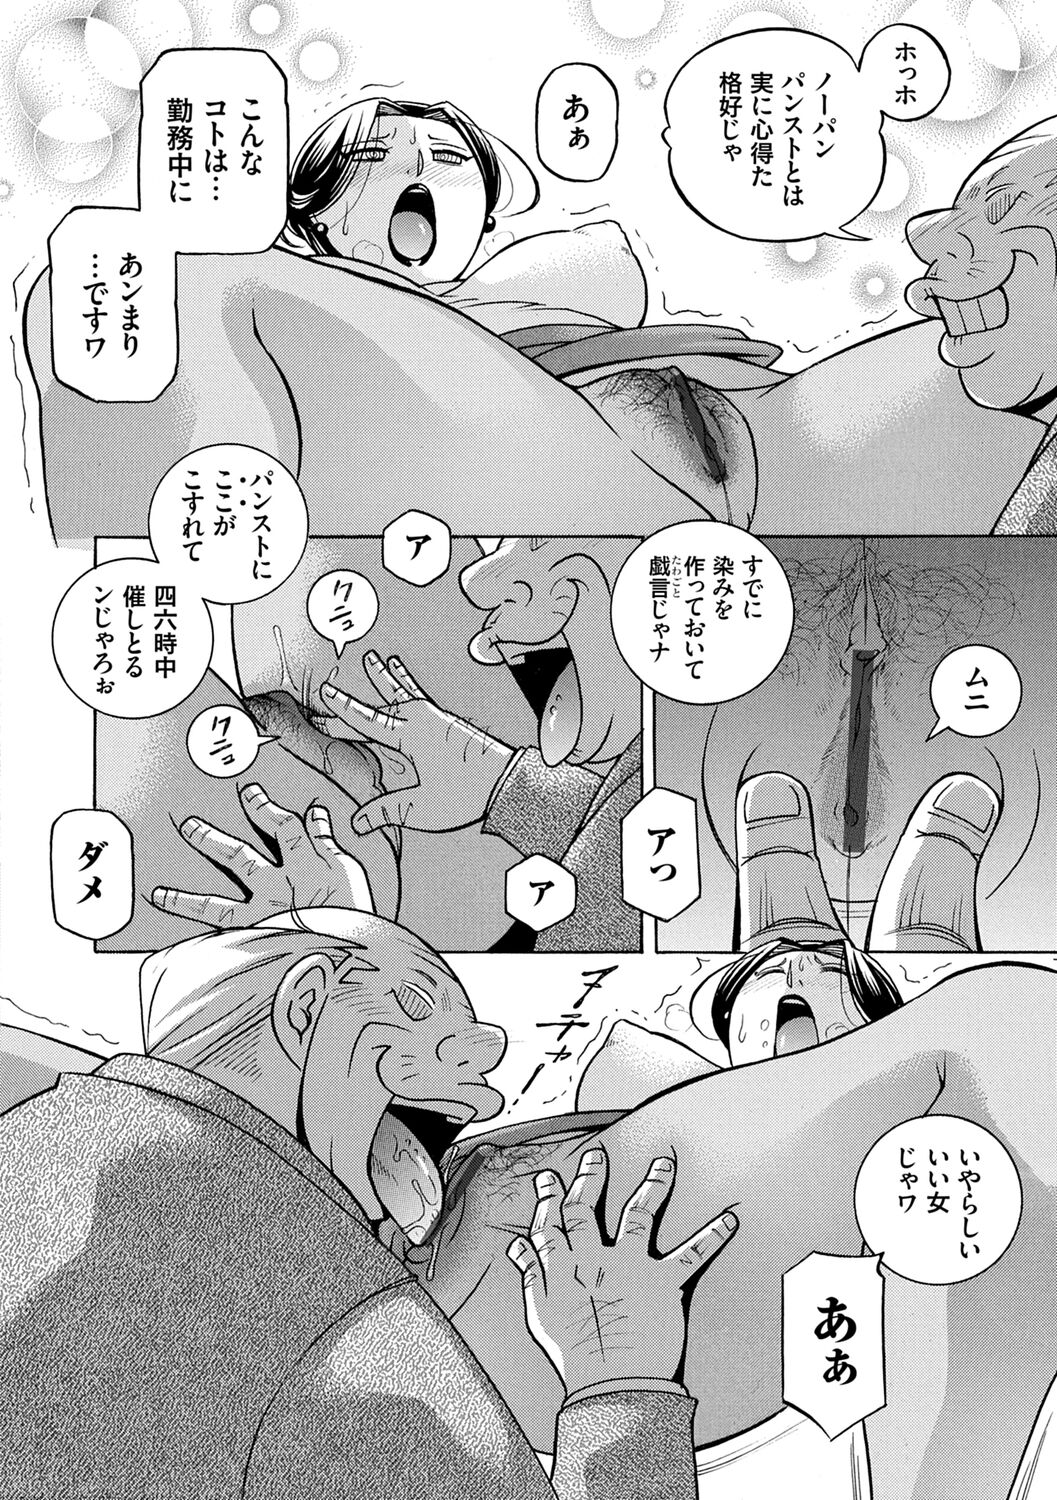 ホっホ
ノーパン
パンストとは
実に心得た
格好じゃ
あぁ
こんな
コトは…
勤務中に
あンまり
…ですワ
すでに
染みを
作っておいて
戯言じゃナ
たわごと
ムニ
アっ
パンストに
ここが
こすれて
四六時中
催しとる
ンじゃろぉ
ア
クニュ
クニュ
ア
ダメ
ヌチャー
いやらしい
いい女
じゃワ
あぁ